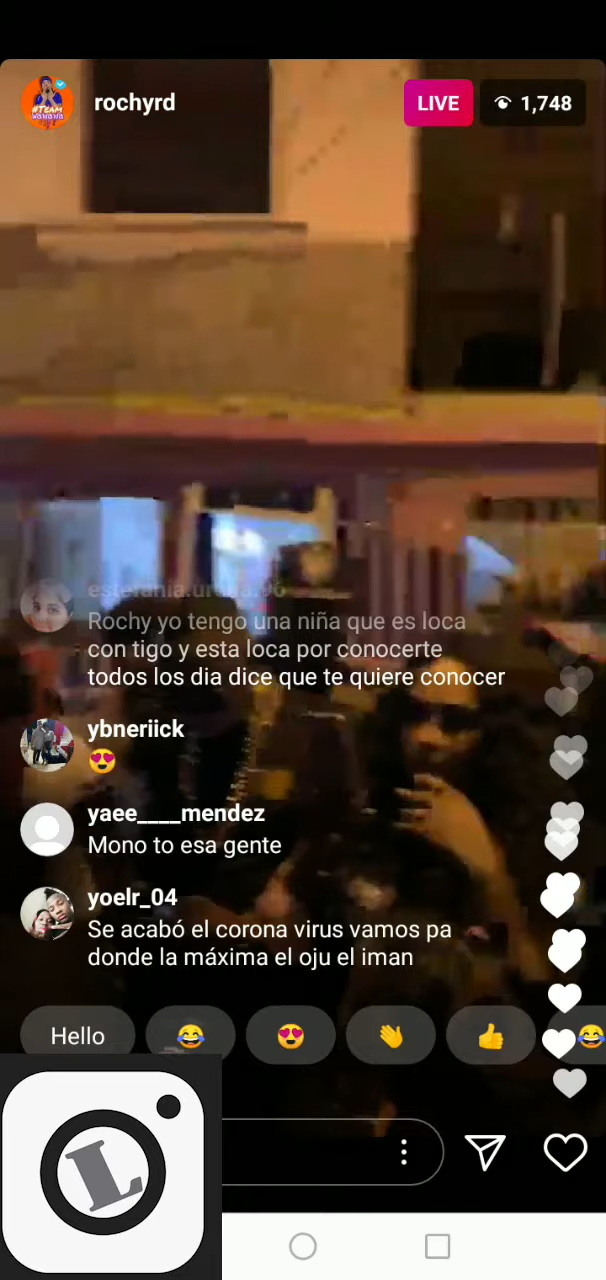 rochyrd
LIVE
1,748
#TEAM
WAWAWA
Rochy yo tengo una niña que es loca
con tigo y esta loca por conocerte
todos los dia dice que te quiere conocer
ybneriick
😍
yaee____mendez
Mono to esa gente
yoelr_04
Se acabó el corona virus vamos pa
donde la máxima el oju el iman
Hello 😂 😍 👋 👍 😂
L